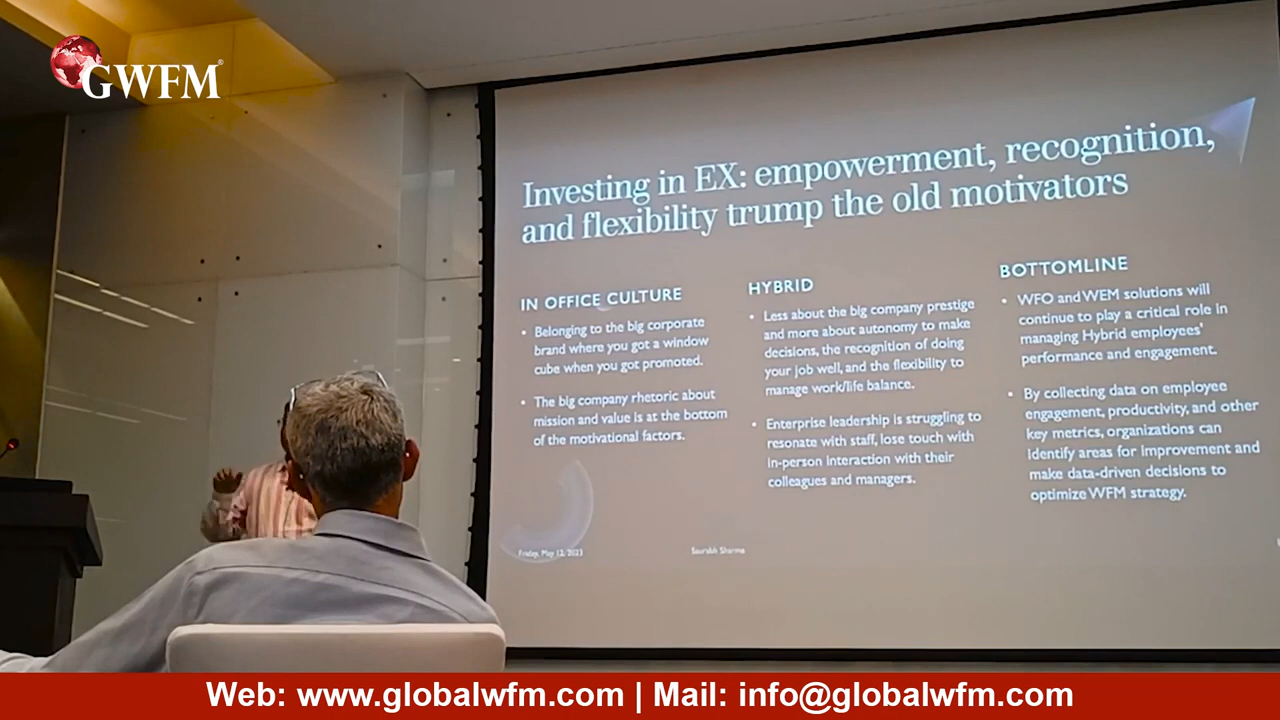 GWFM®
Investing in EX: empowerment, recognition,
and flexibility trump the old motivators
IN OFFICE CULTURE
• Belonging to the big corporate
brand where you got a window
cube when you got promoted.
• The big company rhetoric about
mission and value is at the bottom
of the motivational factors.
HYBRID
• Less about the big company prestige
and more about autonomy to make
decisions, the recognition of doing
your job well, and the flexibility to
manage work/life balance.
• Enterprise leadership is struggling to
resonate with staff, lose touch with
in-person interaction with their
colleagues and managers.
BOTTOMLINE
• WFO and WEM solutions will
continue to play a critical role in
managing Hybrid employees'
performance and engagement.
• By collecting data on employee
engagement, productivity, and other
key metrics, organizations can
identify areas for improvement and
make data-driven decisions to
optimize WFM strategy.
Friday, May 12, 2023
Saurabh Sharma
Web: www.globalwfm.com | Mail: info@globalwfm.com